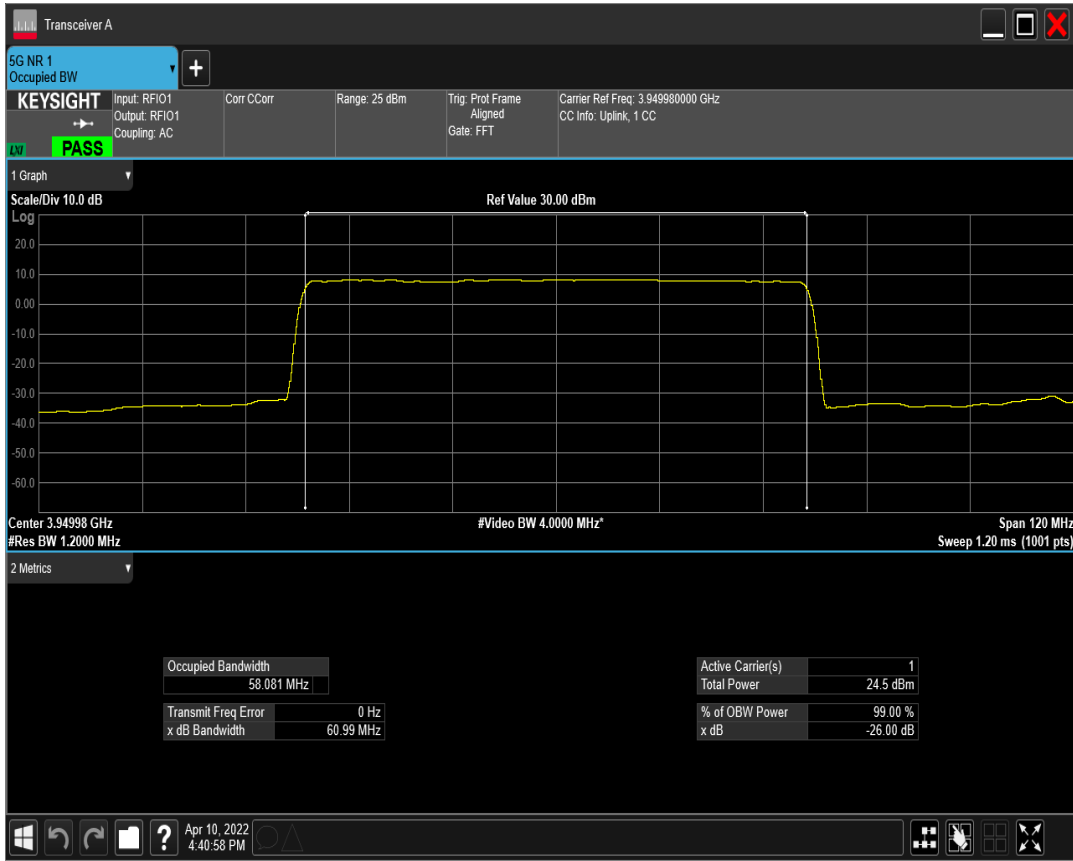 Transceiver A
5G NR 1
Occupied BW
+
KEYSIGHT
LXI
PASS
Input: RFIO1
Output: RFIO1
Coupling: AC
Corr CCorr
Range: 25 dBm
Trig: Prot Frame
Aligned
Gate: FFT
Carrier Ref Freq: 3.949980000 GHz
CC Info: Uplink, 1 CC
1 Graph
Scale/Div 10.0 dB
Ref Value 30.00 dBm
Log
20.0
10.0
0.00
-10.0
-20.0
-30.0
-40.0
-50.0
-60.0
Center 3.94998 GHz
#Video BW 4.0000 MHz*
Span 120 MHz
#Res BW 1.2000 MHz
Sweep 1.20 ms (1001 pts)
2 Metrics
Occupied Bandwidth
58.081 MHz
Transmit Freq Error 0 Hz
x dB Bandwidth 60.99 MHz
Active Carrier(s) 1
Total Power 24.5 dBm
% of OBW Power 99.00 %
x dB -26.00 dB
?
Apr 10, 2022
4:40:58 PM